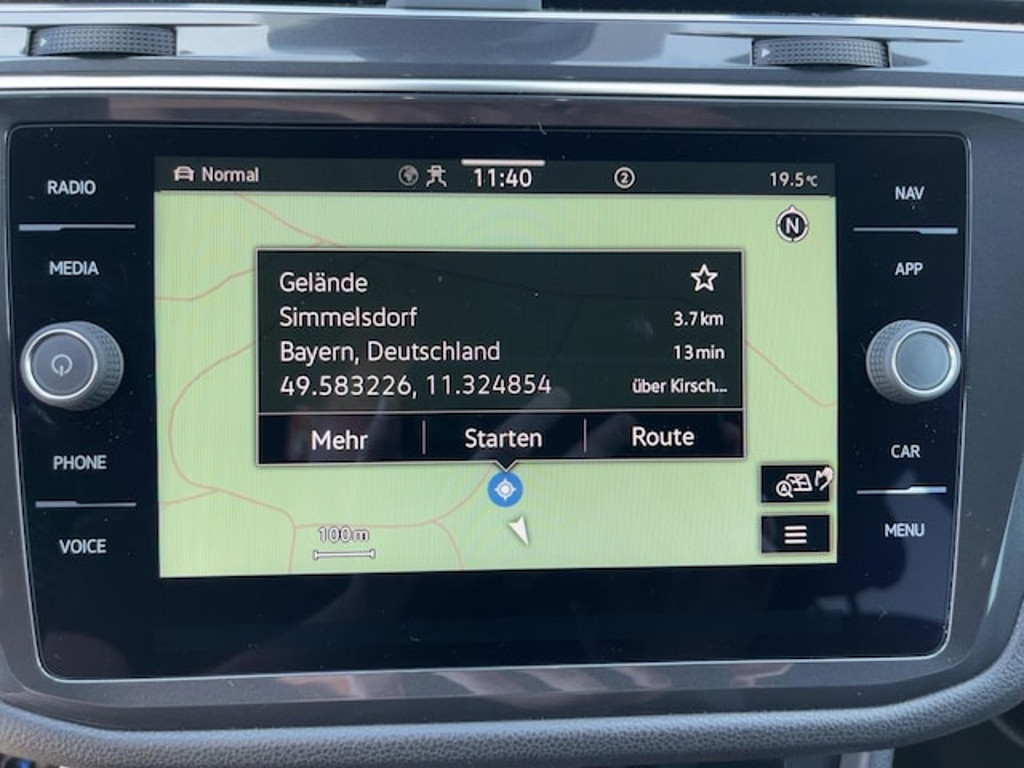 RADIO
MEDIA
PHONE
VOICE
Normal
11:40
2
19.5°C
N
Gelände
Simmelsdorf
3.7 km
Bayern, Deutschland
13 min
49.583226, 11.324854
über Kirsch...
Mehr
Starten
Route
100m
NAV
APP
CAR
MENU